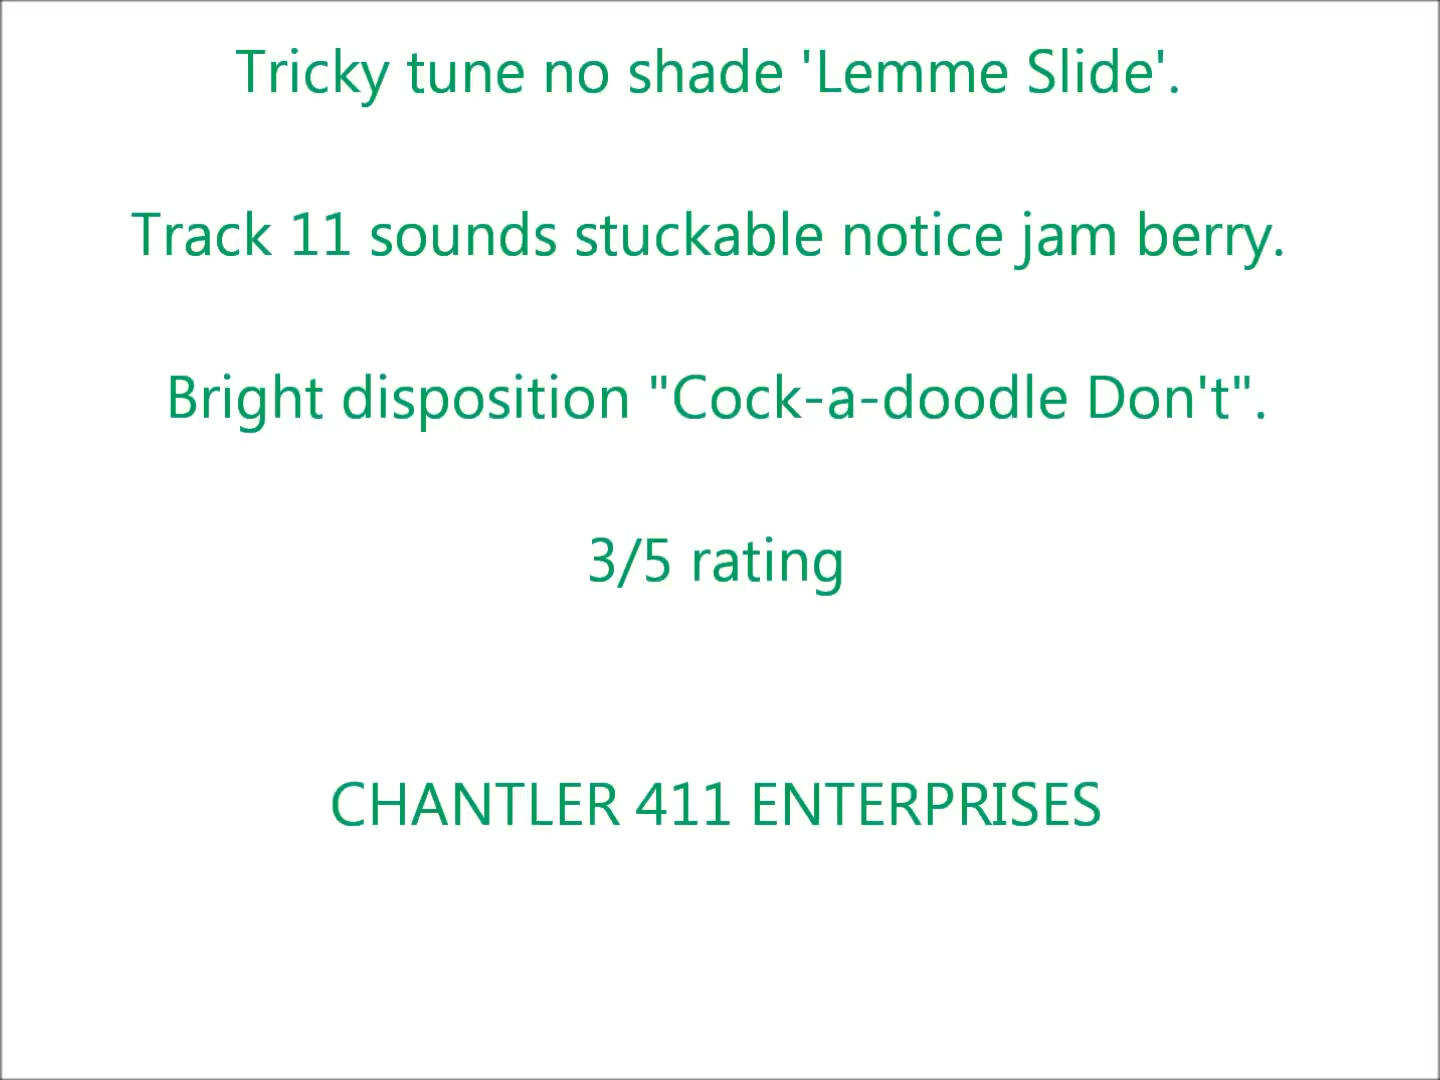 Tricky tune no shade 'Lemme Slide'.
Track 11 sounds stuckable notice jam berry.
Bright disposition "Cock-a-doodle Don't".
3/5 rating
CHANTLER 411 ENTERPRISES